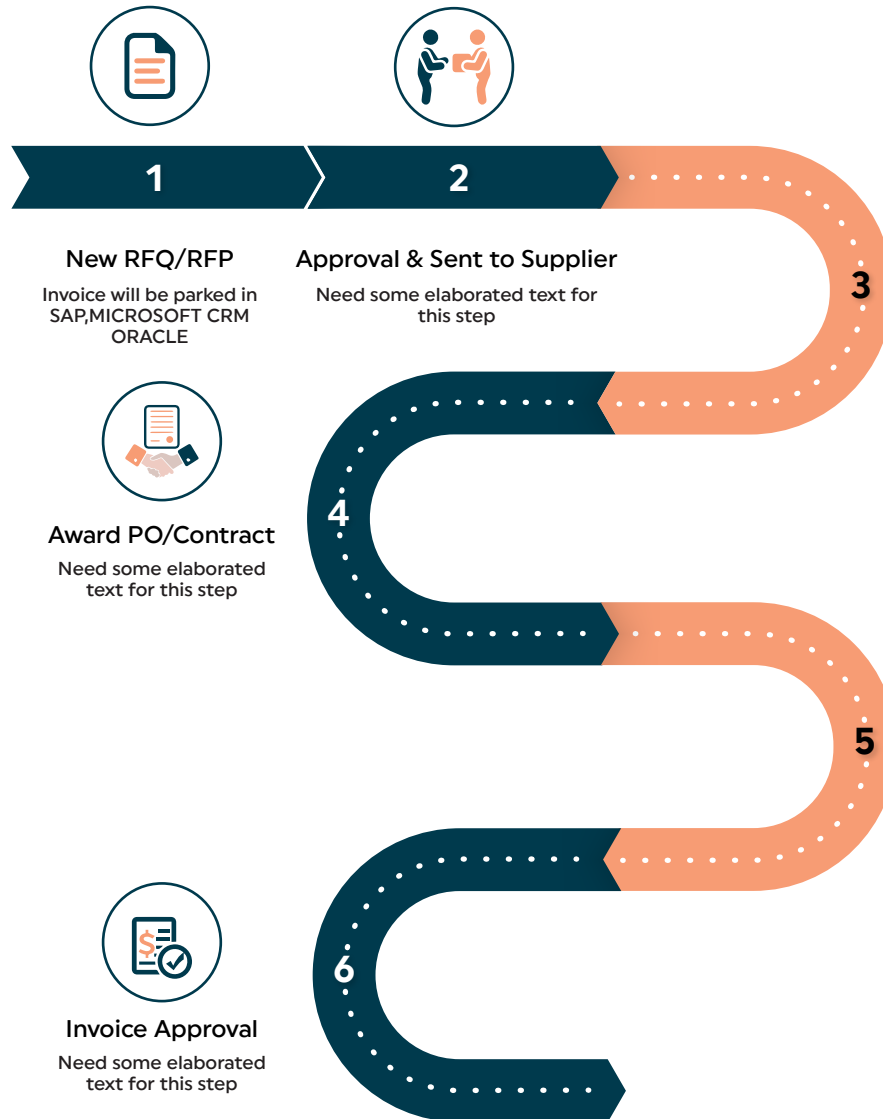 1
2
New RFQ/RFP
Invoice will be parked in
SAP,MICROSOFT CRM
ORACLE
Approval & Sent to Supplier
Need some elaborated text for
this step
3
4
Award PO/Contract
Need some elaborated
text for this step
5
6
$
Invoice Approval
Need some elaborated
text for this step